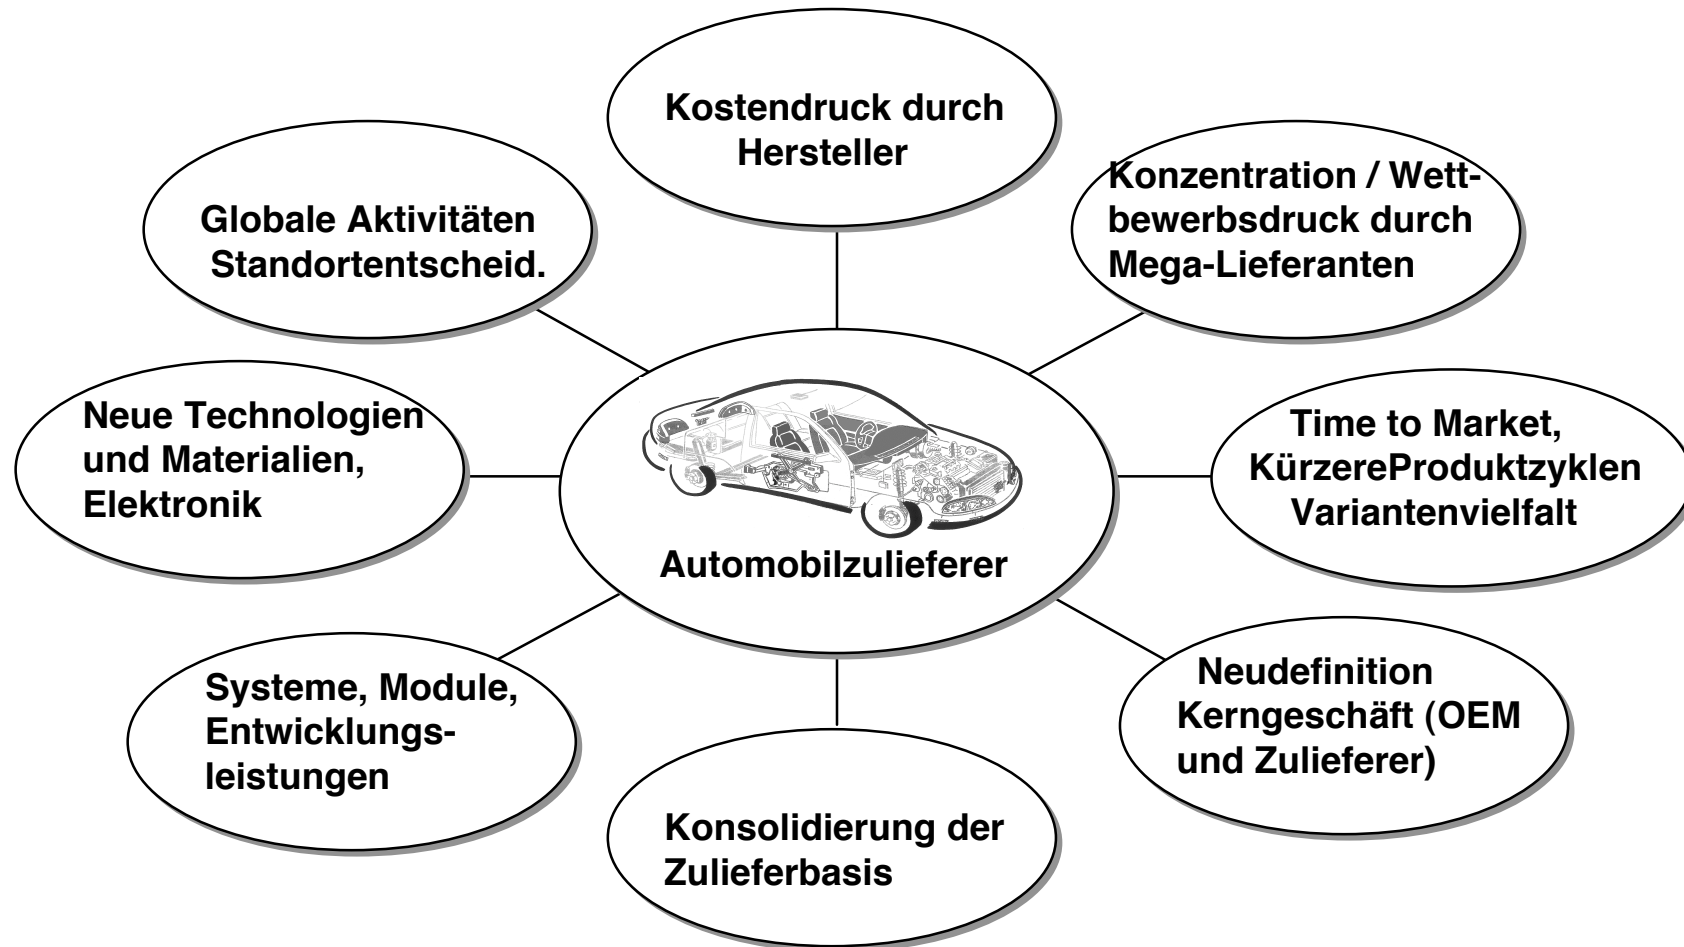 Kostendruck durch
Hersteller
Konzentration / Wett-
bewerbsdruck durch
Mega-Lieferanten
Globale Aktivitäten
Standortentscheid.
Neue Technologien
und Materialien,
Elektronik
Time to Market,
KürzereProduktzyklen
Variantenvielfalt
Automobilzulieferer
Systeme, Module,
Entwicklungs-
leistungen
Neudefinition
Kerngeschäft (OEM
und Zulieferer)
Konsolidierung der
Zulieferbasis